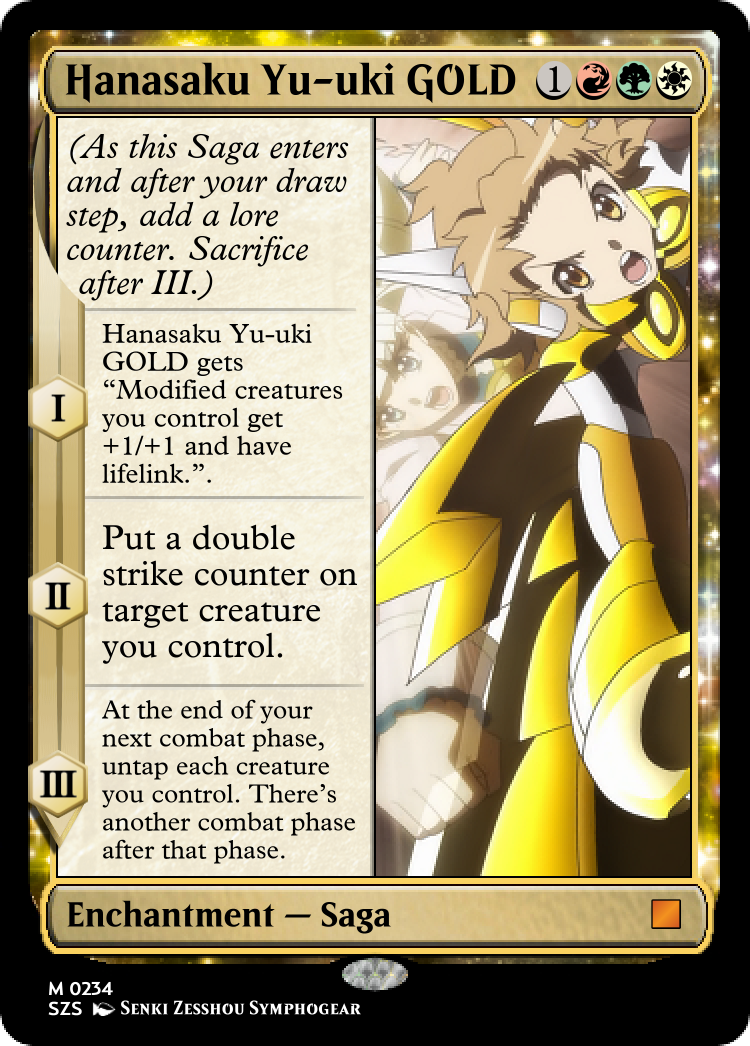 Hanasaku Yu-uki GOLD 1
(As this Saga enters
and after your draw
step, add a lore
counter. Sacrifice
after III.)
I
Hanasaku Yu-uki
GOLD gets
“Modified creatures
you control get
+1/+1 and have
lifelink.”.
II
Put a double
strike counter on
target creature
you control.
III
At the end of your
next combat phase,
untap each creature
you control. There’s
another combat phase
after that phase.
Enchantment — Saga
M 0234
SZS Senki Zesshou Symphogear